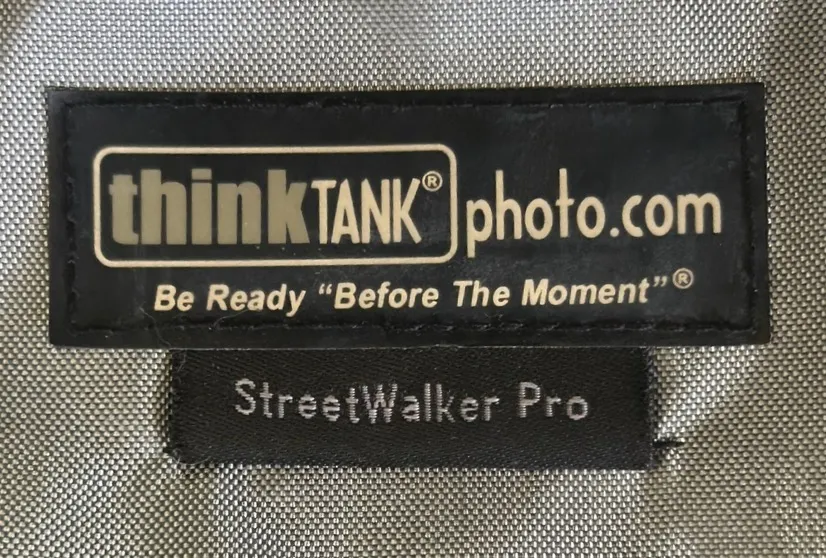 thinkTANK® photo.com
Be Ready “Before The Moment”®
StreetWalker Pro